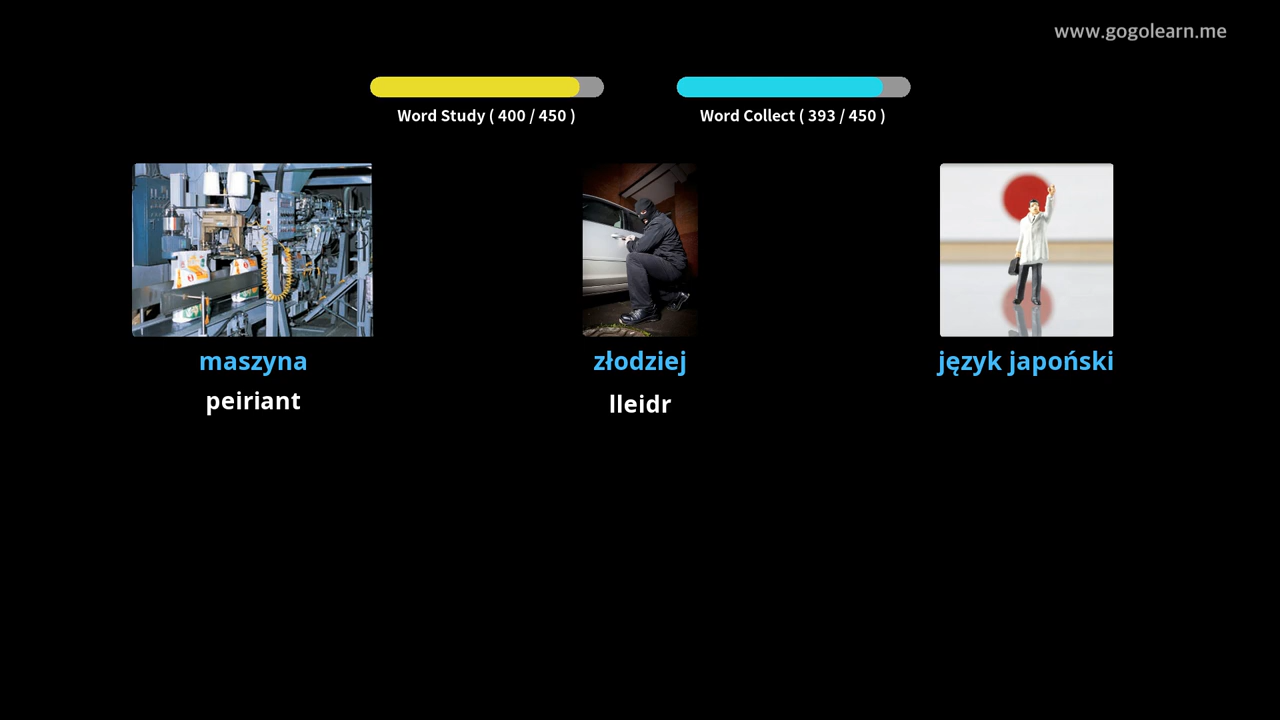 www.gogolearn.me
Word Study ( 400 / 450 )
Word Collect ( 393 / 450 )
maszyna
złodziej
język japoński
peiriant
lleidr